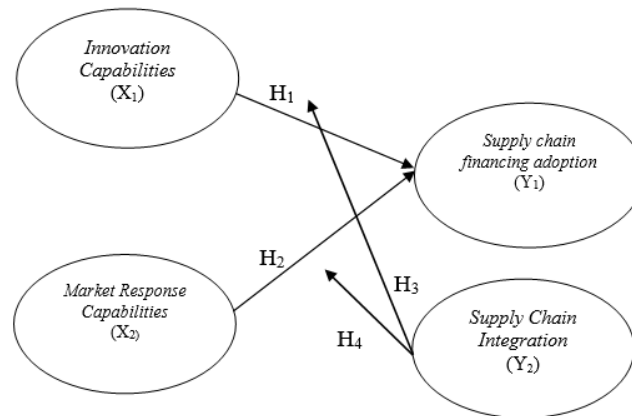 Innovation
Capabilities
(X₁)
H₁
Supply chain
financing adoption
(Y₁)
H₂
Market Response
Capabilities
(X₂)
H₃
H₄
Supply Chain
Integration
(Y₂)